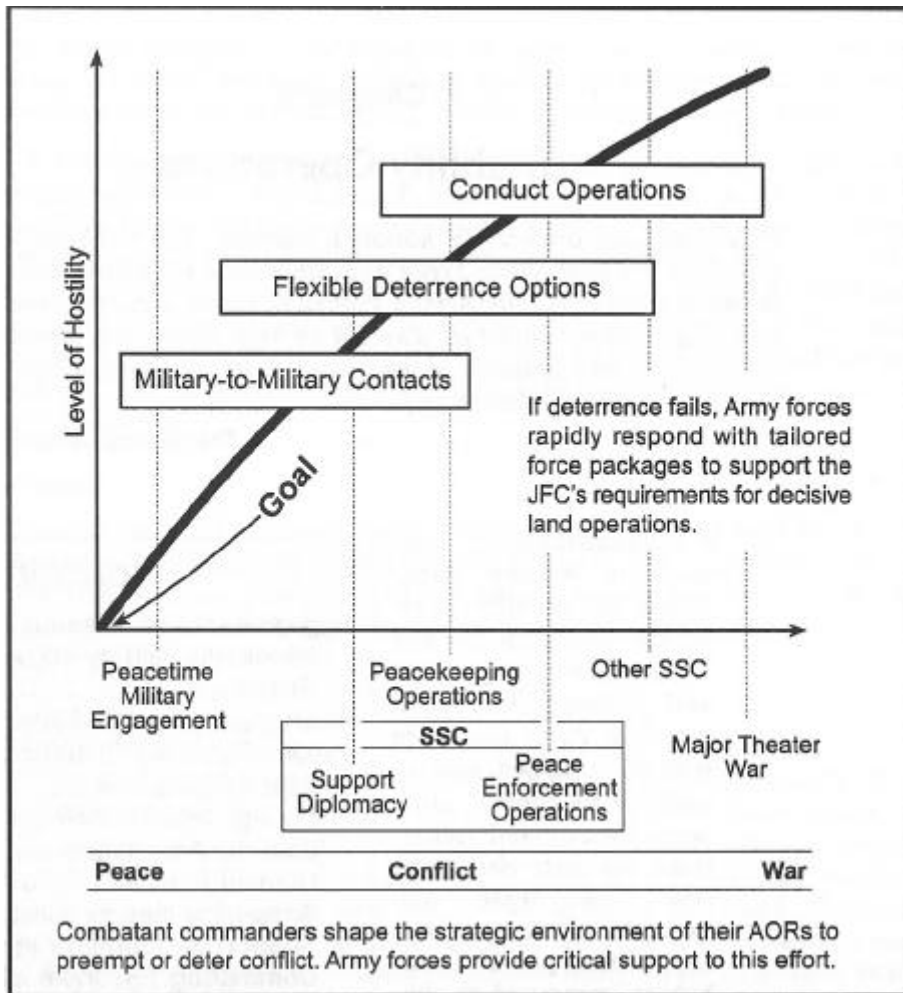 Level of Hostility
Conduct Operations
Flexible Deterrence Options
Military-to-Military Contacts
If deterrence fails, Army forces
rapidly respond with tailored
force packages to support the
JFC's requirements for decisive
land operations.
Goal
Peacetime
Military
Engagement
Peacekeeping
Operations
Other SSC
SSC
Support
Diplomacy
Peace
Enforcement
Operations
Major Theater
War
Peace Conflict War
Combatant commanders shape the strategic environment of their AORs to
preempt or deter conflict. Army forces provide critical support to this effort.